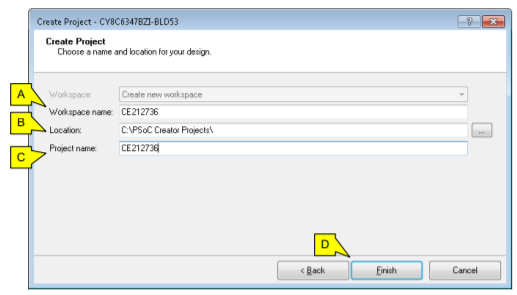 Create Project - CY8C6347BZI-BLD53
?
Create Project
Choose a name and location for your design.
A
Workspace: Create new workspace
Workspace name: CE212736
B
Location: C:\PSoC Creator Projects\ ...
C
Project name: CE212736
D
< Back Finish Cancel